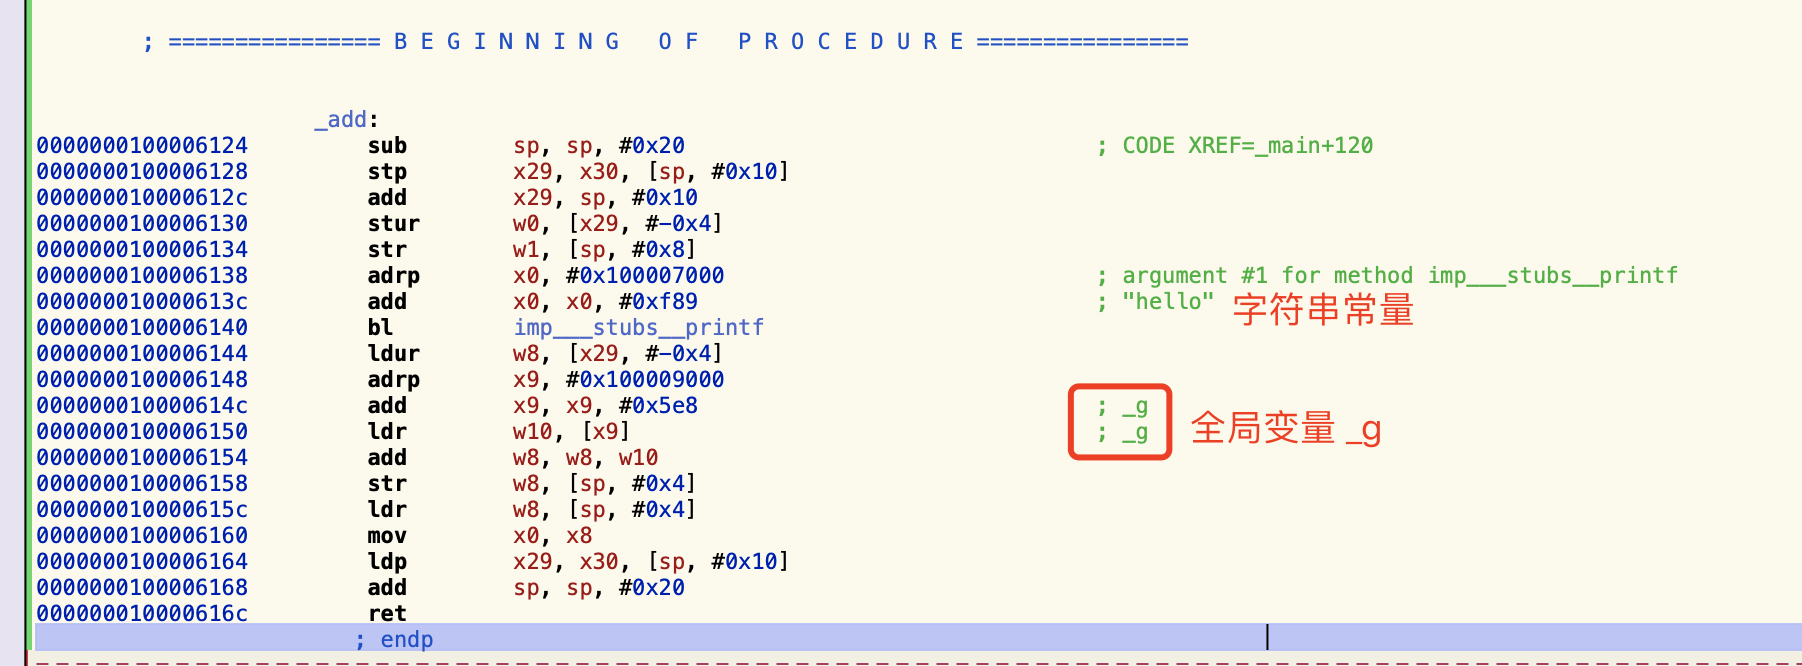 ; ================ B E G I N N I N G   O F   P R O C E D U R E ================
_add:
0000000100006124 sub sp, sp, #0x20 ; CODE XREF=_main+120
0000000100006128 stp x29, x30, [sp, #0x10]
000000010000612c add x29, sp, #0x10
0000000100006130 stur w0, [x29, #-0x4]
0000000100006134 str w1, [sp, #0x8]
0000000100006138 adrp x0, #0x100007000 ; argument #1 for method imp___stubs__printf
000000010000613c add x0, x0, #0xf89 ; "hello" 字符串常量
0000000100006140 bl imp___stubs__printf
0000000100006144 ldur w8, [x29, #-0x4]
0000000100006148 adrp x9, #0x100009000
000000010000614c add x9, x9, #0x5e8 ; _g 全局变量 _g
0000000100006150 ldr w10, [x9] ; _g
0000000100006154 add w8, w8, w10
0000000100006158 str w8, [sp, #0x4]
000000010000615c ldr w8, [sp, #0x4]
0000000100006160 mov x0, x8
0000000100006164 ldp x29, x30, [sp, #0x10]
0000000100006168 add sp, sp, #0x20
000000010000616c ret
; endp